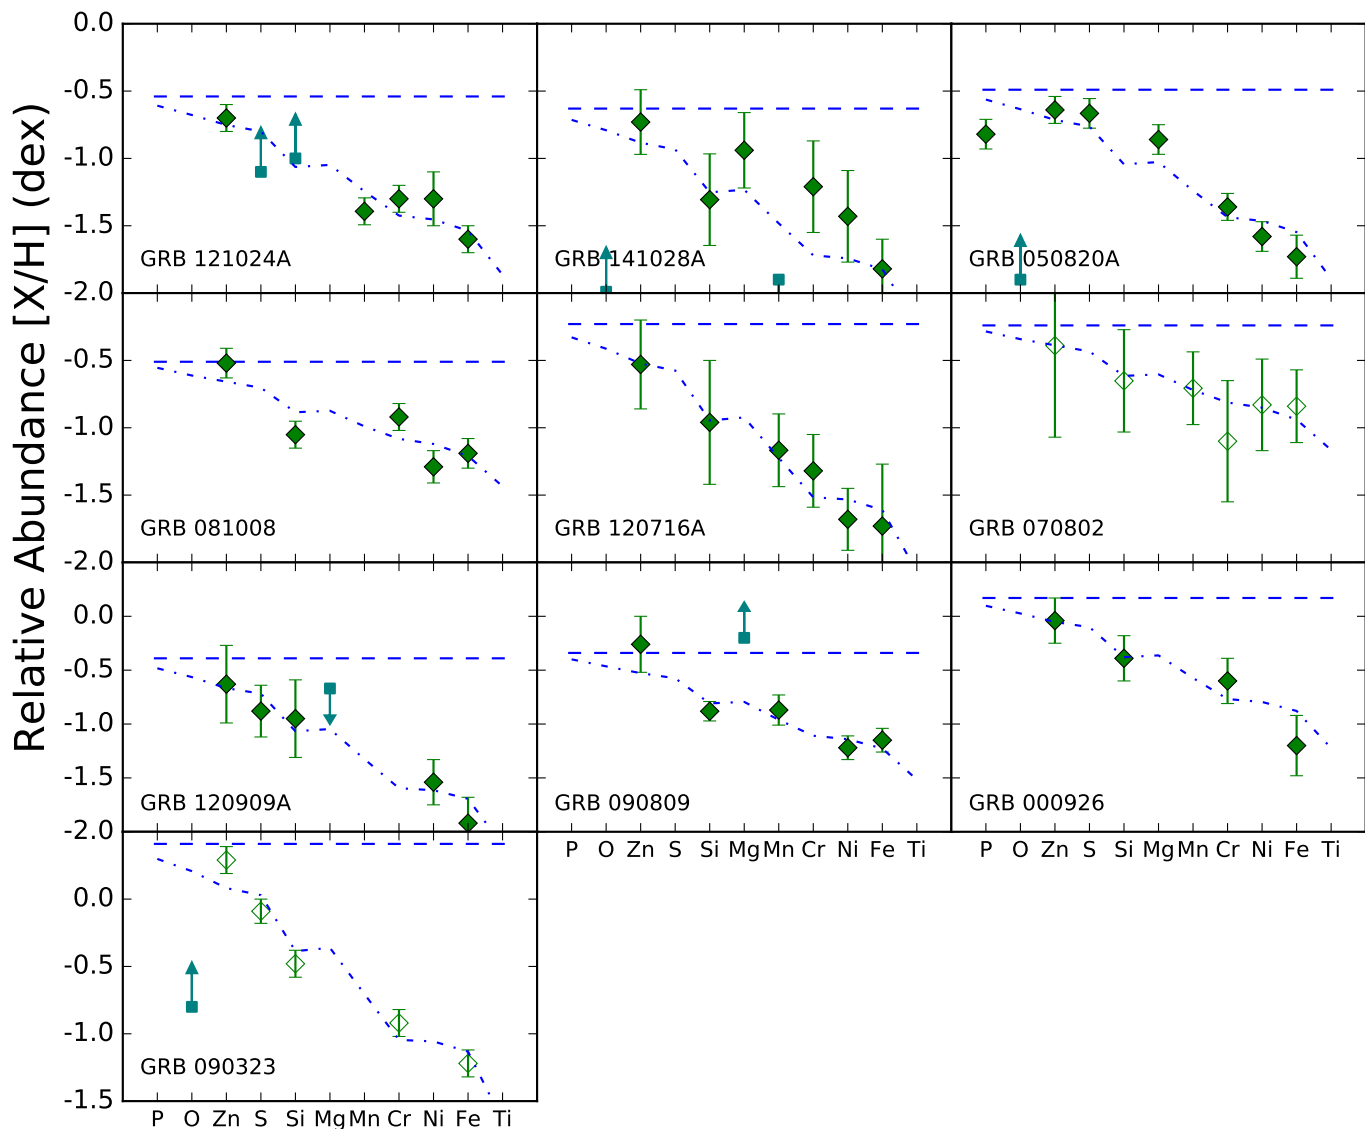 Relative Abundance [X/H] (dex)
0.0
-0.5
-1.0
-1.5
-2.0
GRB 121024A
GRB 141028A
GRB 050820A
-0.5
-1.0
-1.5
-2.0
GRB 081008
GRB 120716A
GRB 070802
0.0
-0.5
-1.0
-1.5
-2.0
GRB 120909A
GRB 090809
GRB 000926
P O Zn S Si Mg Mn Cr Ni Fe Ti
P O Zn S Si Mg Mn Cr Ni Fe Ti
0.0
-0.5
-1.0
-1.5
GRB 090323
P O Zn S Si Mg Mn Cr Ni Fe Ti